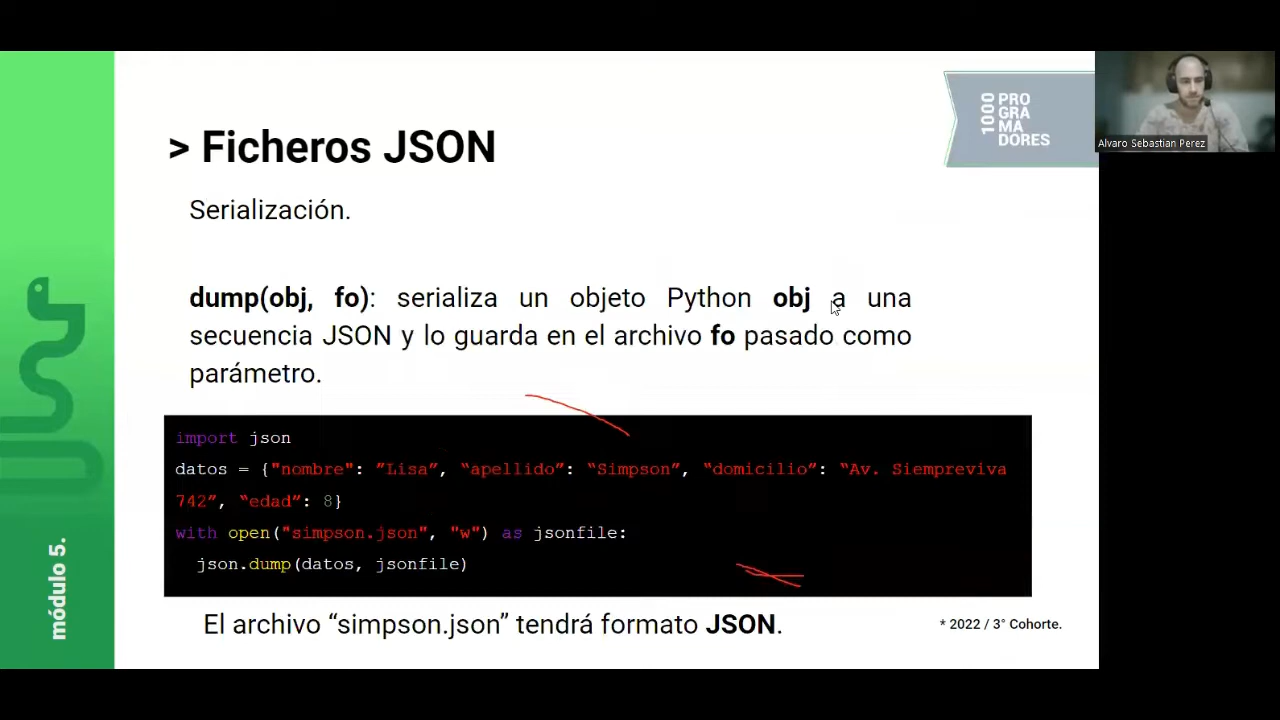 > Ficheros JSON
1000
PRO
GRA
MA
DORES
Alvaro Sebastian Perez
Serialización.
dump(obj, fo): serializa un objeto Python obj a una
secuencia JSON y lo guarda en el archivo fo pasado como
parámetro.
import json
datos = {"nombre": ”Lisa”, “apellido”: “Simpson”, “domicilio”: “Av. Siempreviva
742”, “edad”: 8}
with open("simpson.json", "w") as jsonfile:
json.dump(datos, jsonfile)
El archivo “simpson.json” tendrá formato JSON.
* 2022 / 3° Cohorte.
módulo 5.